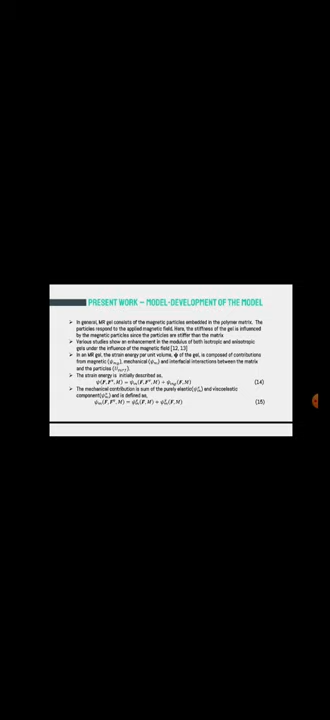 PRESENT WORK – MODEL-DEVELOPMENT OF THE MODEL
➤ In general, MR gel consists of the magnetic particles embedded in the polymer matrix. The
particles respond to the applied magnetic field. Here, the stiffness of the gel is influenced
by the magnetic particles since the particles are stiffer than the matrix
➤ Various studies show an enhancement in the modulus of both isotropic and anisotropic
gels under the influence of the magnetic field [12, 13]
➤ In an MR gel, the strain energy per unit volume, ψ of the gel, is composed of contributions
from magnetic (ψ), mechanical (ψ) and interfacial interactions between the matrix
and the particles
➤ The strain energy is initially described as,
(14)
➤ The mechanical contribution is sum of the purely elastic and viscoelastic
component and is defined as,
(15)